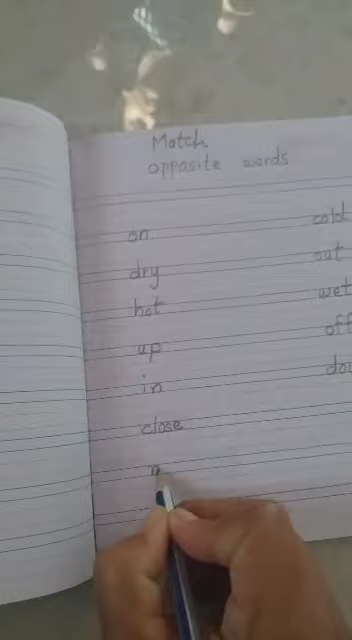 Match
opposite words
on cold
dry out
hot wet
up off
in
close